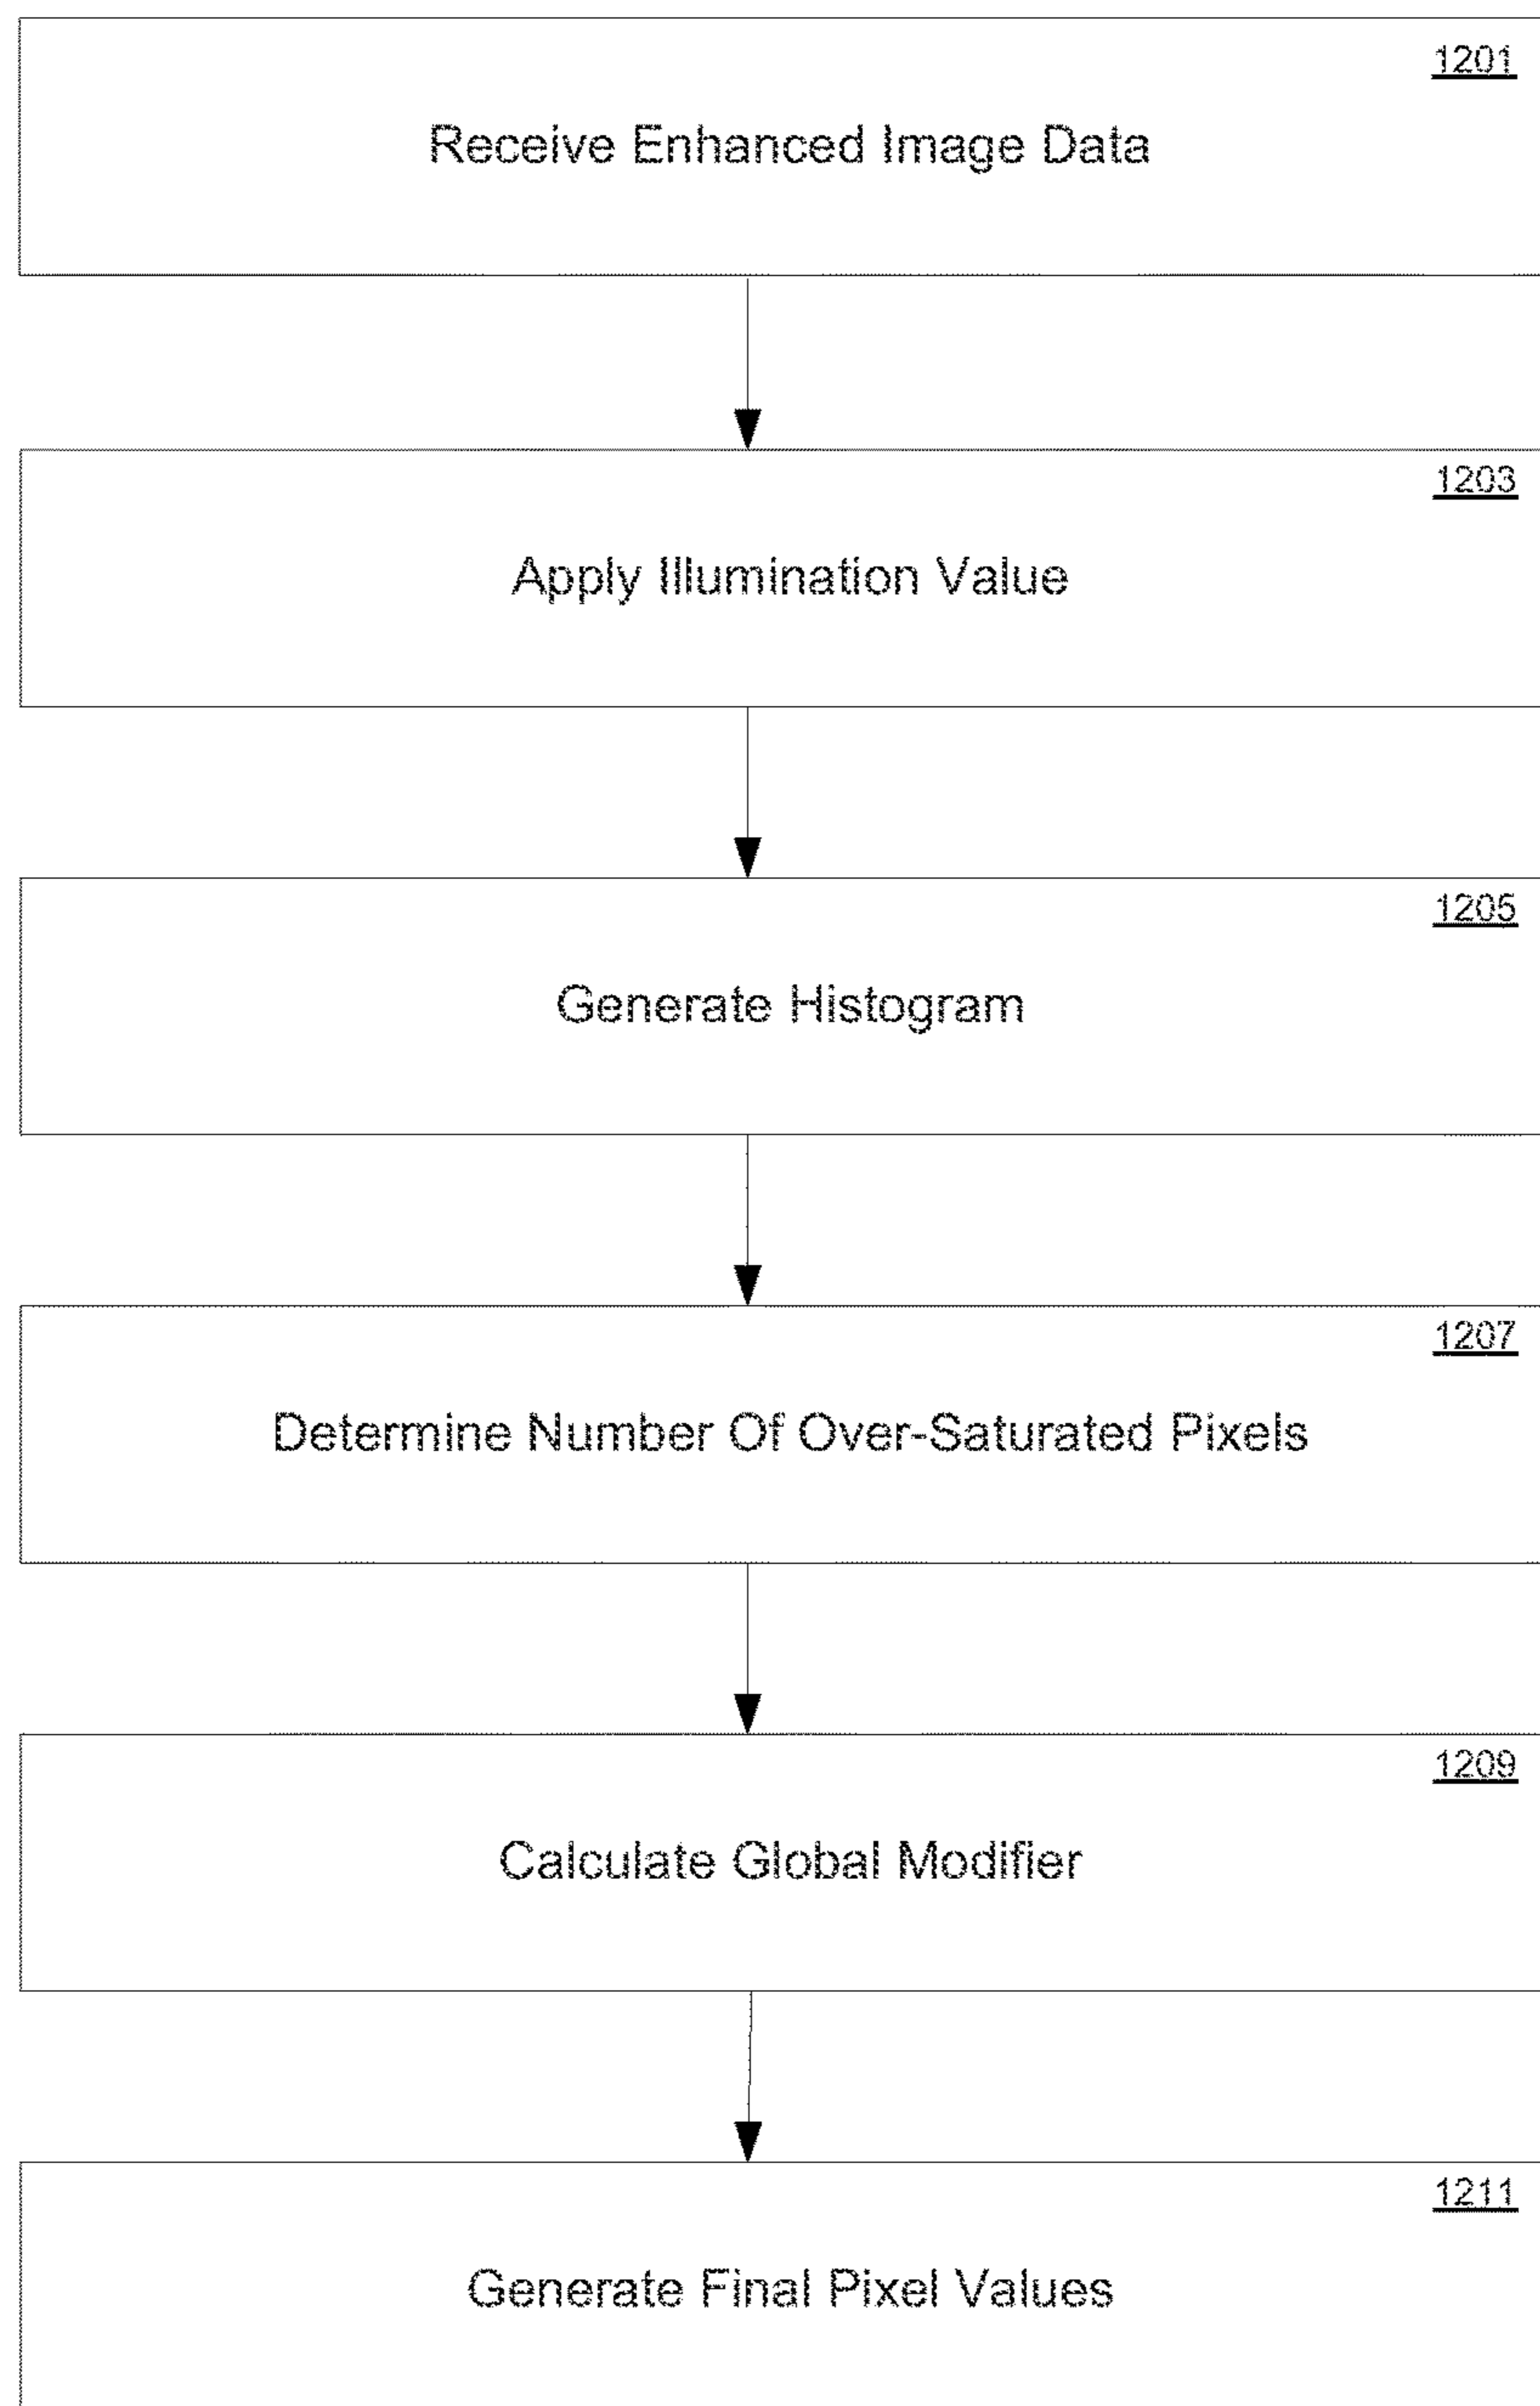 1201
Receive Enhanced Image Data
1203
Apply Illumination Value
1205
Generate Histogram
1207
Determine Number Of Over-Saturated Pixels
1209
Calculate Global Modifier
1211
Generate Final Pixel Values